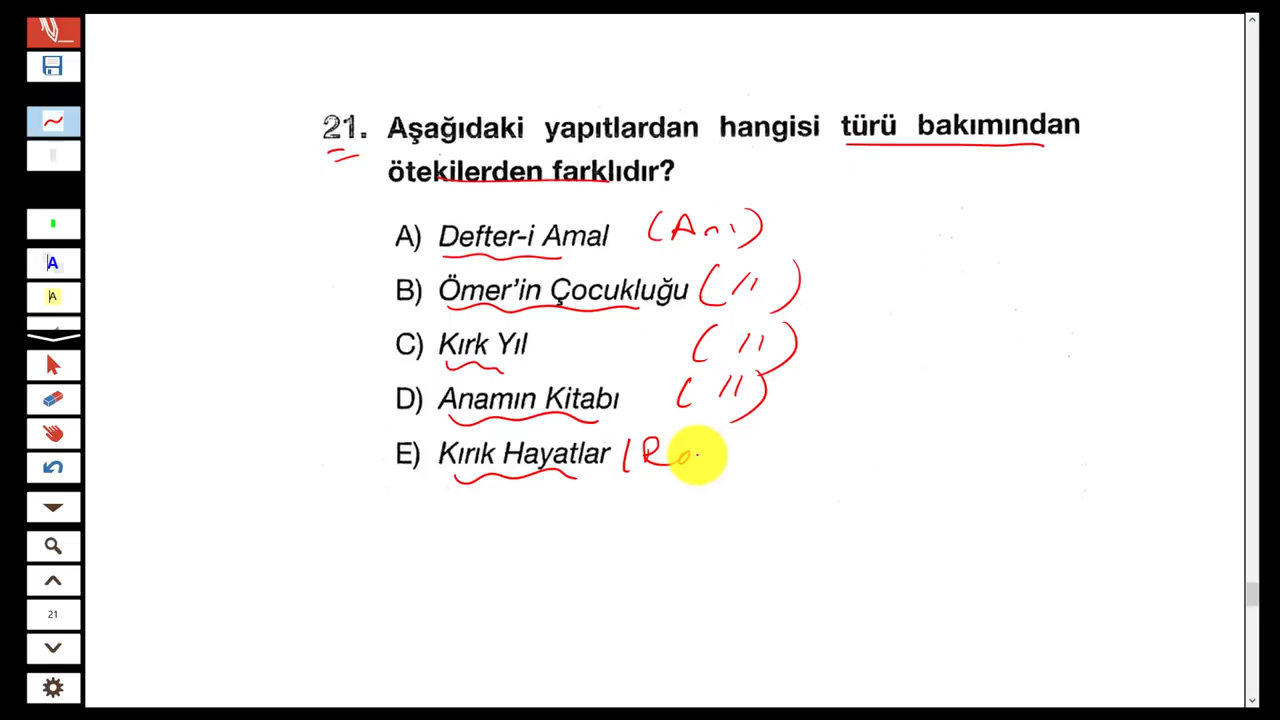 21. Aşağıdaki yapıtlardan hangisi türü bakımından
ötekilerden farklıdır?
A) Defter-i Amal (Anı)
B) Ömer'in Çocukluğu ( // )
C) Kırk Yıl ( // )
D) Anamın Kitabı ( // )
E) Kırık Hayatlar (Ro
A
A
21